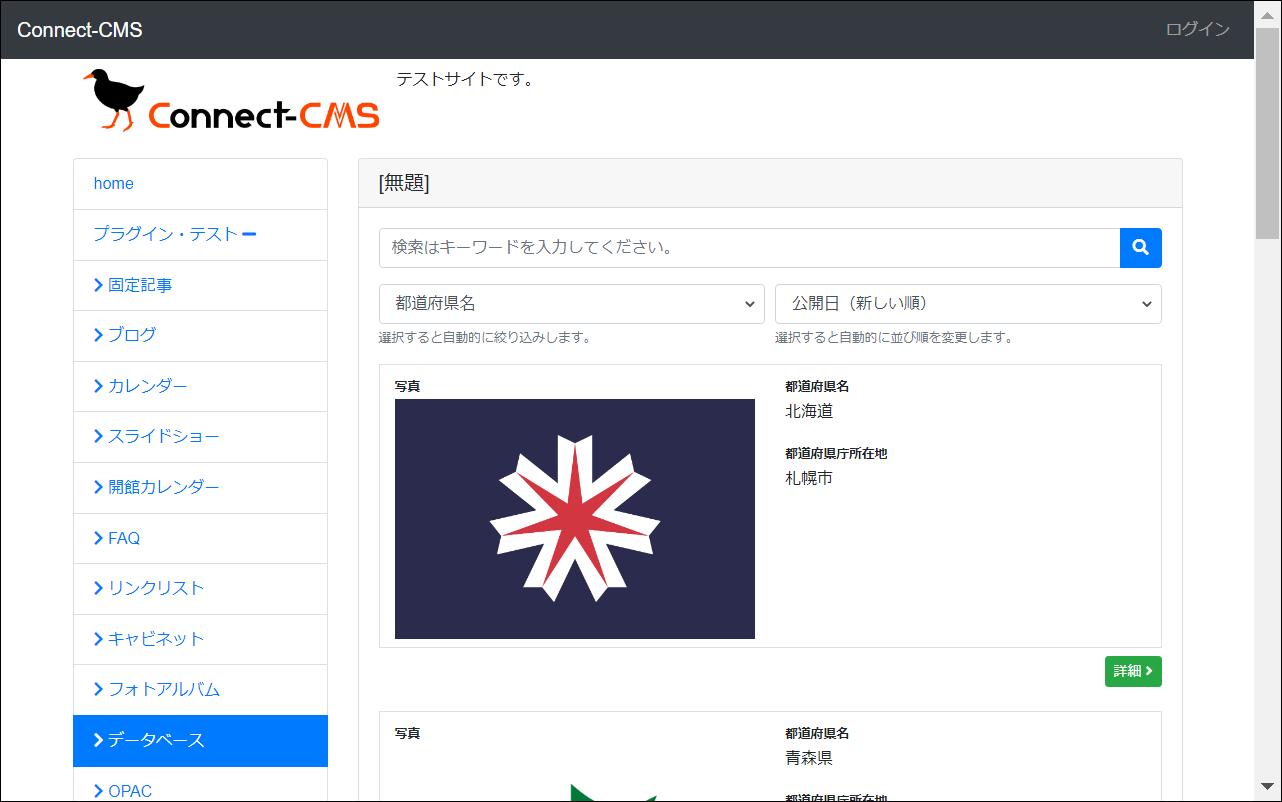 Connect-CMS
ログイン
Connect-CMS
テストサイトです。
home
プラグイン・テスト
固定記事
ブログ
カレンダー
スライドショー
開館カレンダー
FAQ
リンクリスト
キャビネット
フォトアルバム
データベース
OPAC
[無題]
検索はキーワードを入力してください。
都道府県名
選択すると自動的に絞り込みします。
公開日（新しい順）
選択すると自動的に並び順を変更します。
写真
都道府県名
北海道
都道府県庁所在地
札幌市
詳細
写真
都道府県名
青森県
都道府県庁所在地